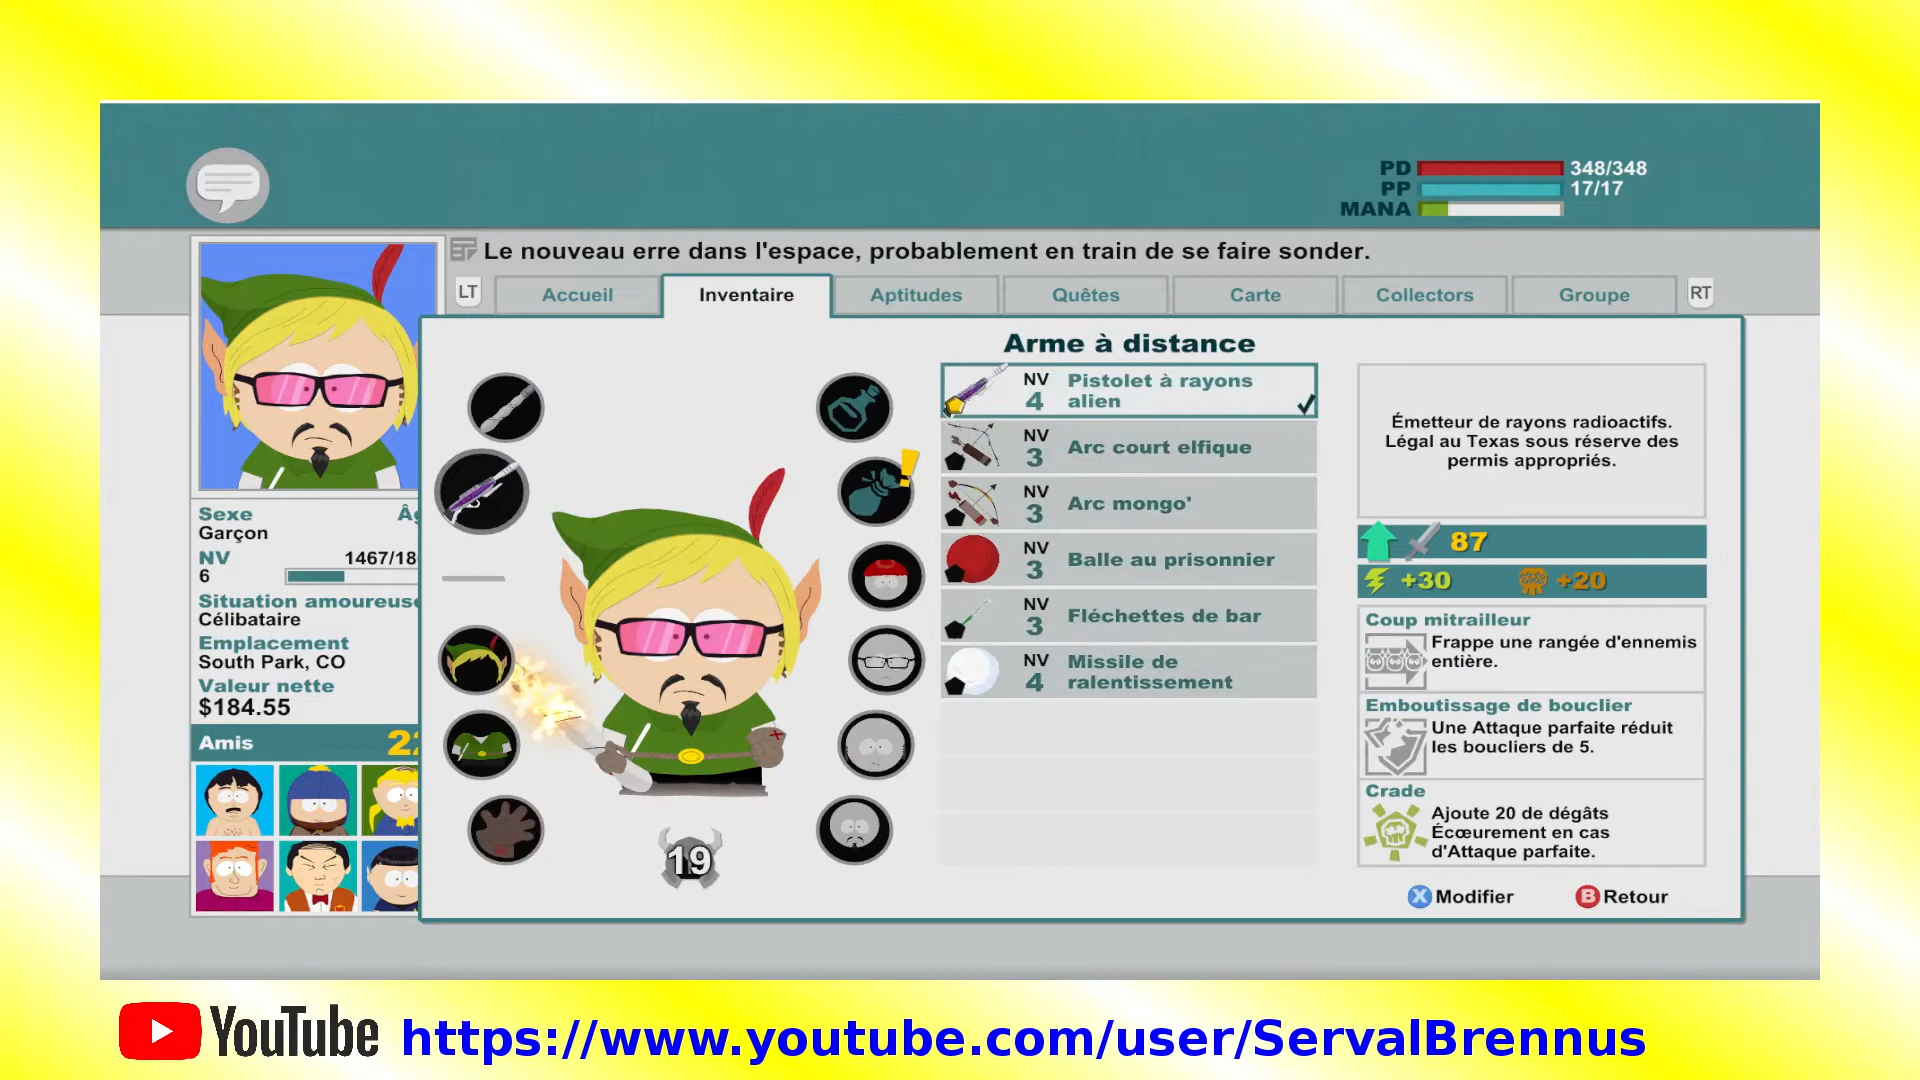 PD 348/348
PP 17/17
MANA
Le nouveau erre dans l'espace, probablement en train de se faire sonder.
LT Accueil Inventaire Aptitudes Quêtes Carte Collectors Groupe RT
Sexe
Garçon
NV 1467/18
6
Situation amoureuse
Célibataire
Emplacement
South Park, CO
Valeur nette
$184.55
Amis
19
Arme à distance
NV 4 Pistolet à rayons
alien
NV 3 Arc court elfique
NV 3 Arc mongo'
NV 3 Balle au prisonnier
NV 3 Fléchettes de bar
NV 4 Missile de
ralentissement
Émetteur de rayons radioactifs.
Légal au Texas sous réserve des
permis appropriés.
87
+30 +20
Coup mitrailleur
Frappe une rangée d'ennemis
entière.
Emboutissage de bouclier
Une Attaque parfaite réduit
les boucliers de 5.
Crade
Ajoute 20 de dégâts
Écœurement en cas
d'Attaque parfaite.
X Modifier B Retour
YouTube https://www.youtube.com/user/ServalBrennus